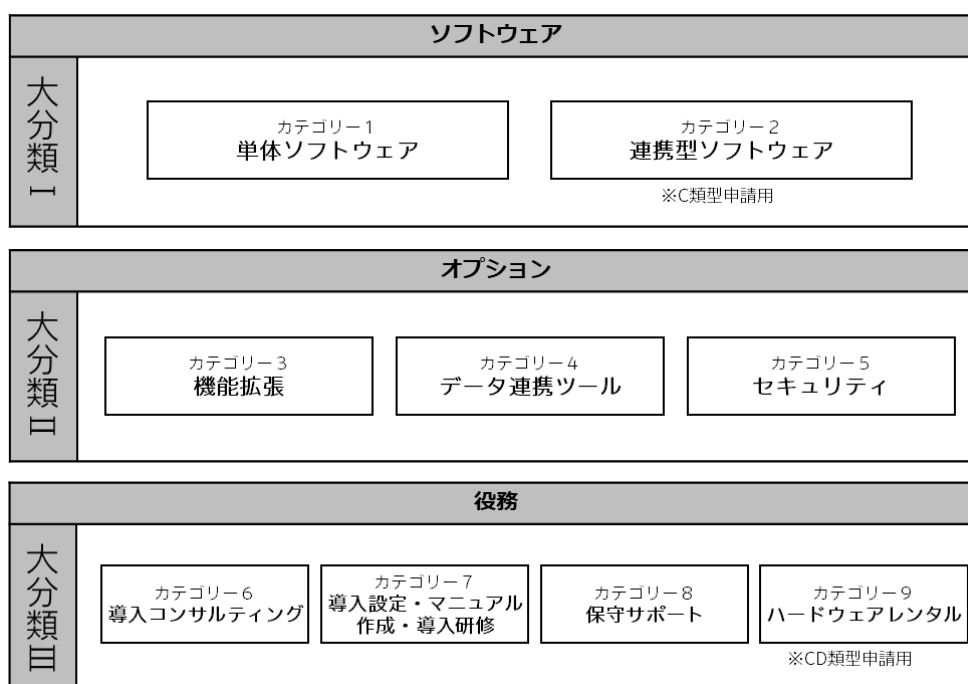 ソフトウェア
大分類Ⅰ
カテゴリー1
単体ソフトウェア
カテゴリー2
連携型ソフトウェア
※C類型申請用
オプション
大分類Ⅱ
カテゴリー3
機能拡張
カテゴリー4
データ連携ツール
カテゴリー5
セキュリティ
役務
大分類Ⅲ
カテゴリー6
導入コンサルティング
カテゴリー7
導入設定・マニュアル
作成・導入研修
カテゴリー8
保守サポート
カテゴリー9
ハードウェアレンタル
※CD類型申請用